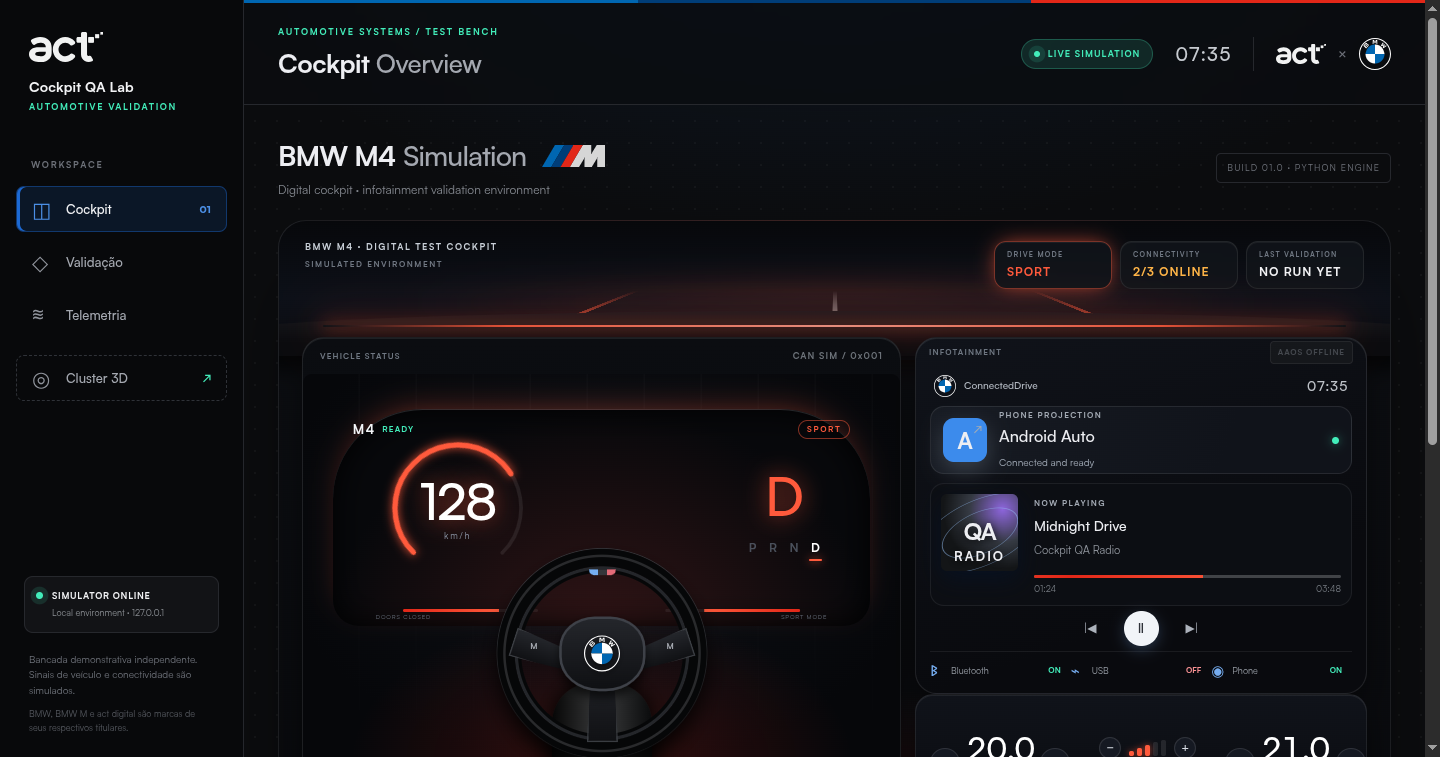 act
Cockpit QA Lab
AUTOMOTIVE VALIDATION
WORKSPACE
Cockpit 01
Validação
Telemetria
Cluster 3D
SIMULATOR ONLINE
Local environment · 127.0.0.1
Bancada demonstrativa independente.
Sinais de veículo e conectividade são
simulados.
BMW, BMW M e act digital são marcas de
seus respectivos titulares.
AUTOMOTIVE SYSTEMS / TEST BENCH
Cockpit Overview
LIVE SIMULATION
07:35
act × BMW
BMW M4 Simulation M
Digital cockpit · infotainment validation environment
BUILD 01.0 · PYTHON ENGINE
BMW M4 · DIGITAL TEST COCKPIT
SIMULATED ENVIRONMENT
DRIVE MODE
SPORT
CONNECTIVITY
2/3 ONLINE
LAST VALIDATION
NO RUN YET
VEHICLE STATUS
CAN SIM / 0x001
M4 READY
SPORT
128
km/h
D
P R N D
DOORS CLOSED
SPORT MODE
M
BMW
M
INFOTAINMENT
AAOS OFFLINE
BMW
ConnectedDrive
07:35
A
PHONE PROJECTION
Android Auto
Connected and ready
QA
RADIO
NOW PLAYING
Midnight Drive
Cockpit QA Radio
01:24
03:48
Bluetooth ON
USB OFF
Phone ON
20.0
− +
21.0